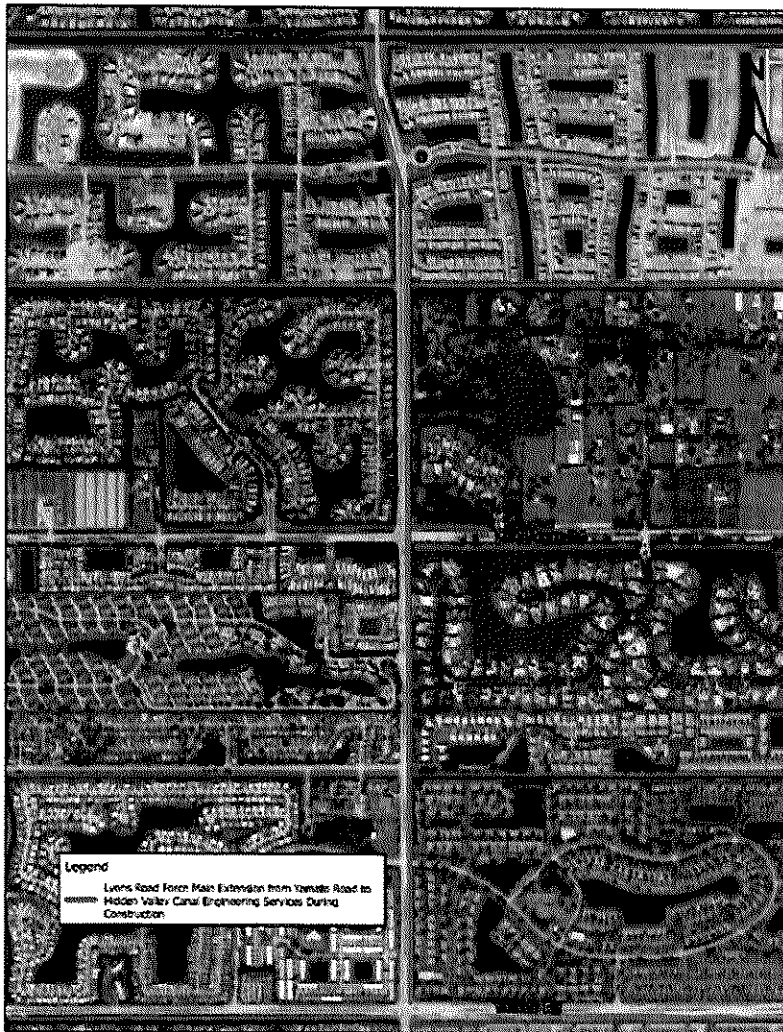 Legend
Lyons Road Force Main Extension from Yamato Road to
Hidden Valley Canal Engineering Services During
Construction